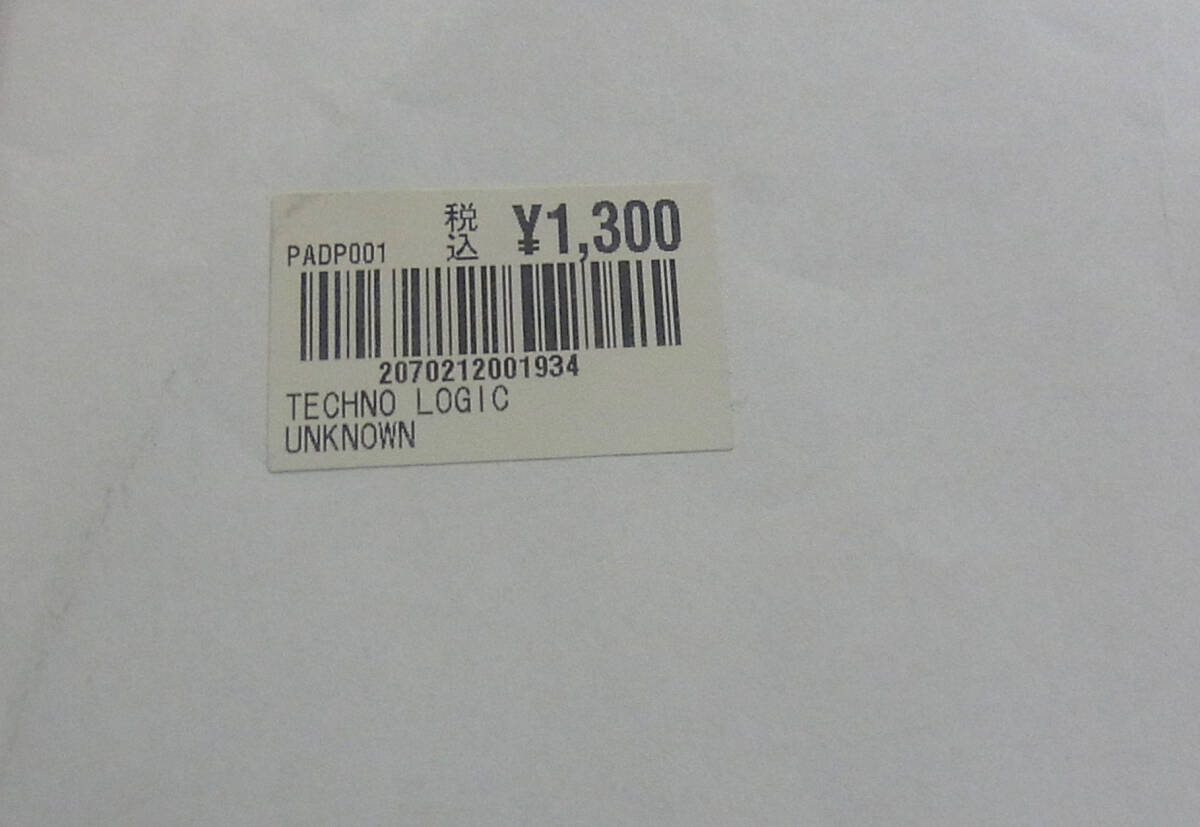 税込 ¥1,300
PADP001
2070212001934
TECHNO LOGIC
UNKNOWN